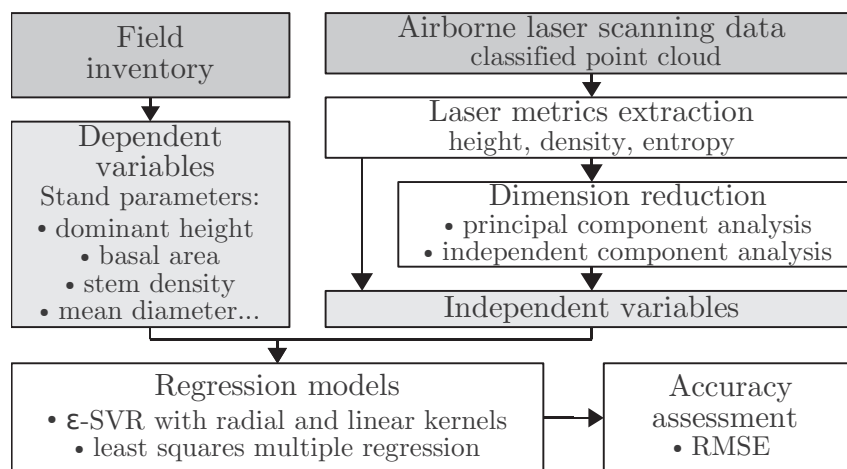 Field
inventory
Airborne laser scanning data
classified point cloud
Laser metrics extraction
height, density, entropy
Dependent
variables
Stand parameters:
• dominant height
• basal area
• stem density
• mean diameter...
Dimension reduction
• principal component analysis
• independent component analysis
Independent variables
Regression models
• ε-SVR with radial and linear kernels
• least squares multiple regression
Accuracy
assessment
• RMSE